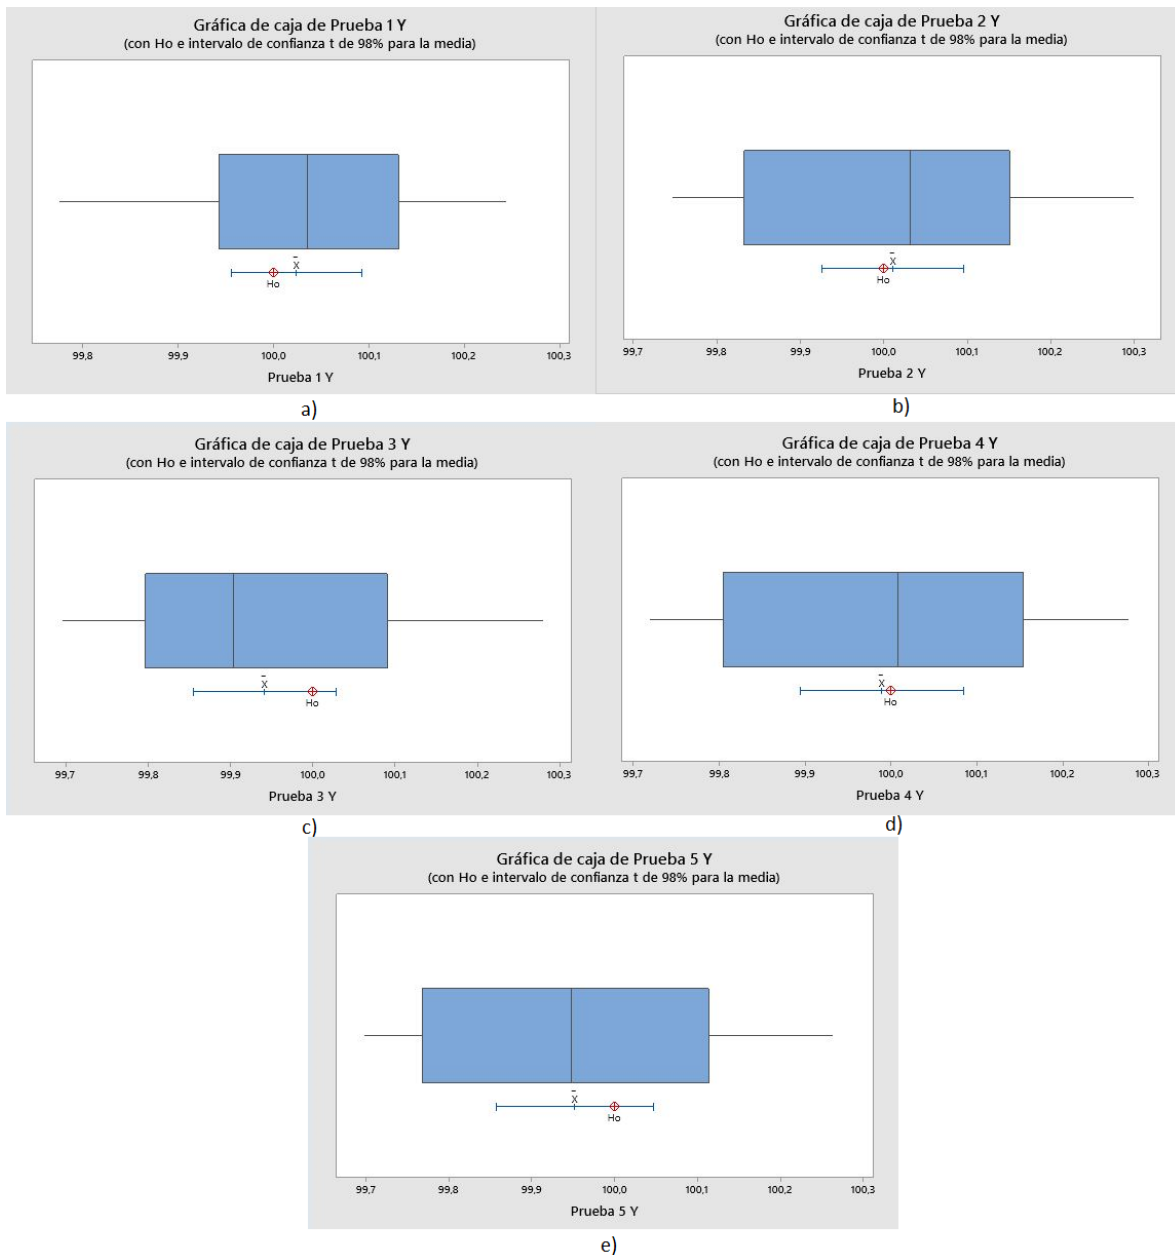 Gráfica de caja de Prueba 1 Y
(con Ho e intervalo de confianza t de 98% para la media)
X
Ho
99,8 99,9 100,0 100,1 100,2 100,3
Prueba 1 Y
a)
Gráfica de caja de Prueba 2 Y
(con Ho e intervalo de confianza t de 98% para la media)
X
Ho
99,7 99,8 99,9 100,0 100,1 100,2 100,3
Prueba 2 Y
b)
Gráfica de caja de Prueba 3 Y
(con Ho e intervalo de confianza t de 98% para la media)
X
Ho
99,7 99,8 99,9 100,0 100,1 100,2 100,3
Prueba 3 Y
c)
Gráfica de caja de Prueba 4 Y
(con Ho e intervalo de confianza t de 98% para la media)
X
Ho
99,7 99,8 99,9 100,0 100,1 100,2 100,3
Prueba 4 Y
d)
Gráfica de caja de Prueba 5 Y
(con Ho e intervalo de confianza t de 98% para la media)
X
Ho
99,7 99,8 99,9 100,0 100,1 100,2 100,3
Prueba 5 Y
e)